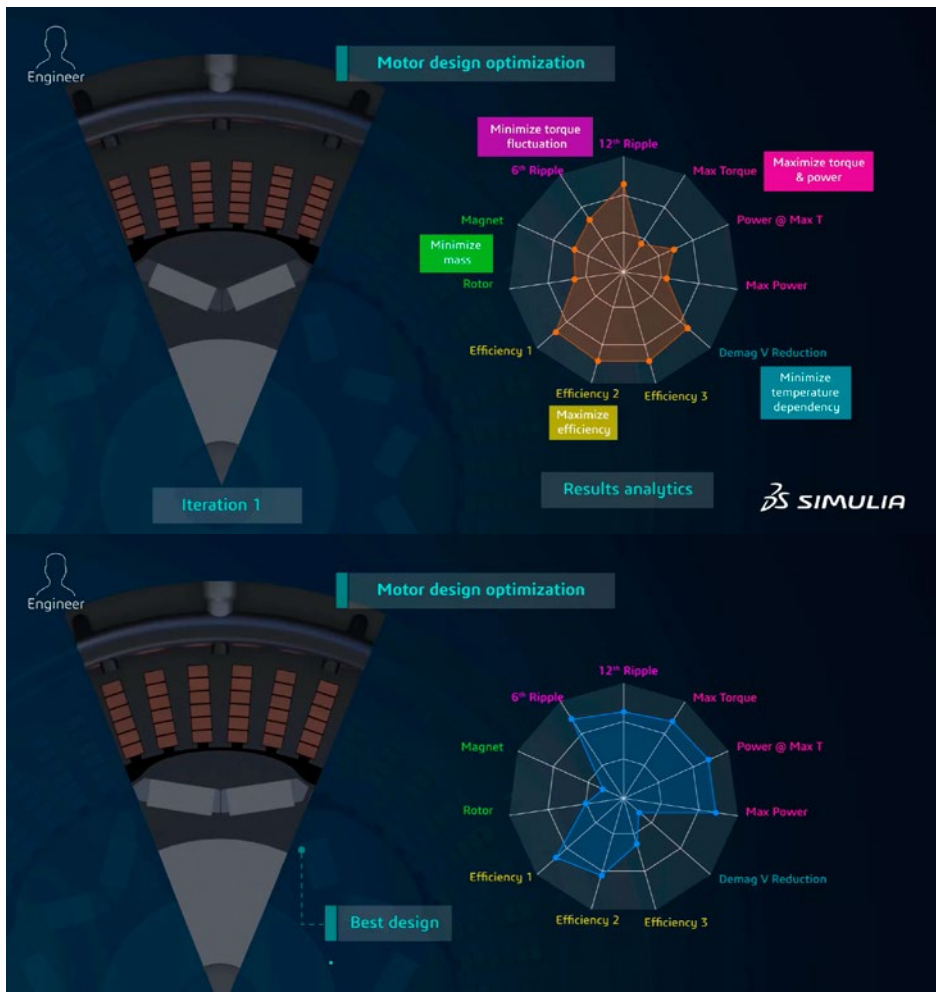 Engineer
Motor design optimization
Minimize torque
fluctuation
12th Ripple
6th Ripple
Max Torque
Maximize torque
& power
Magnet
Power @ Max T
Minimize
mass
Rotor
Max Power
Efficiency 1
Demag V Reduction
Efficiency 2
Efficiency 3
Minimize
temperature
dependency
Maximize
efficiency
Iteration 1
Results analytics
3DS SIMULIA
Engineer
Motor design optimization
12th Ripple
6th Ripple
Max Torque
Magnet
Power @ Max T
Rotor
Max Power
Efficiency 1
Demag V Reduction
Efficiency 2
Efficiency 3
Best design